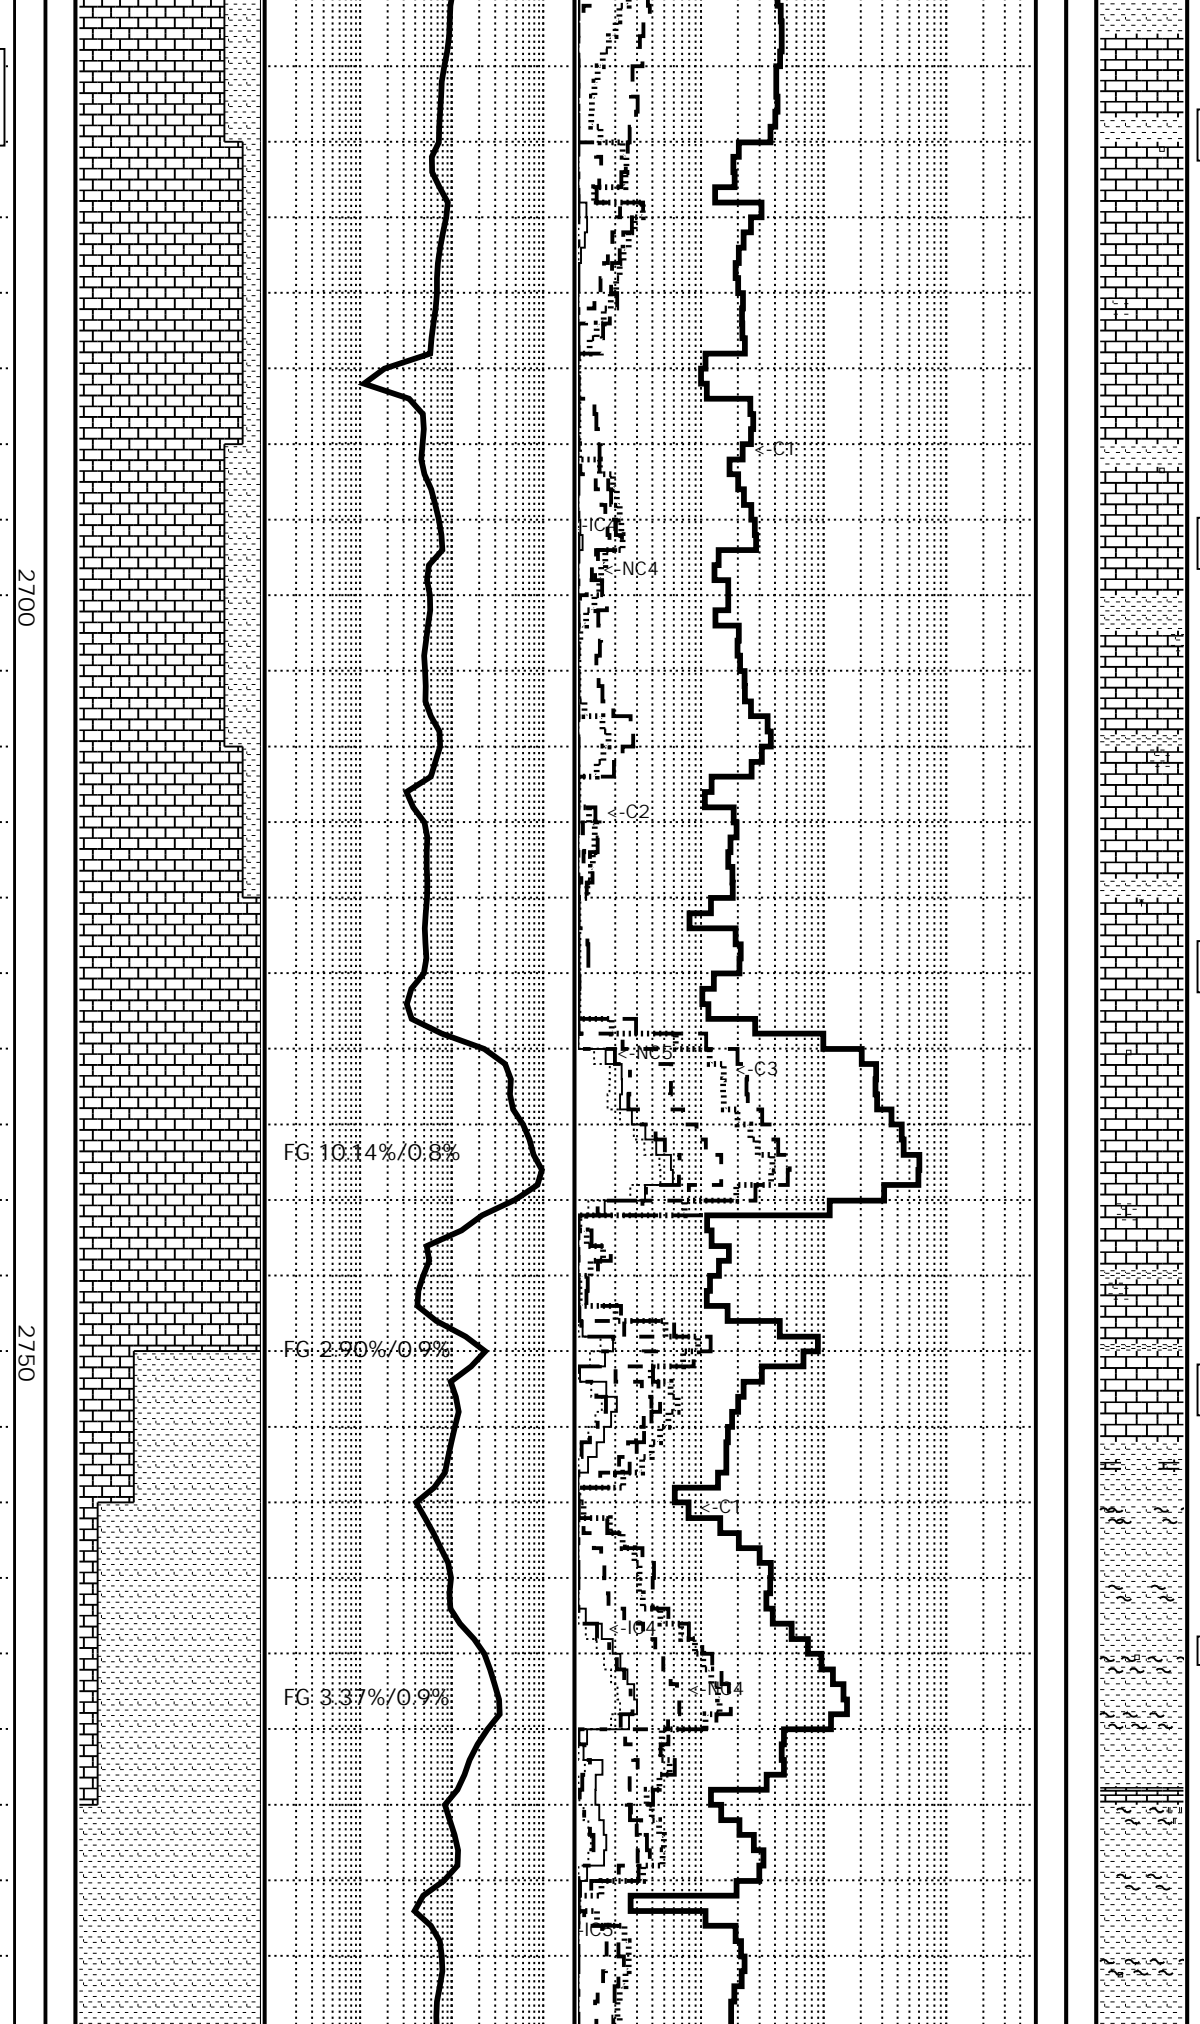 <-C1
-IC4
<-NC4
2700
<-C2
<-NC5
<-C3
FG: 10.14%/0.8%
FG: 2.90%/0.9%
2750
<-C1
<-IC4
<-NC4
FG: 3.37%/0.9%
-IC5